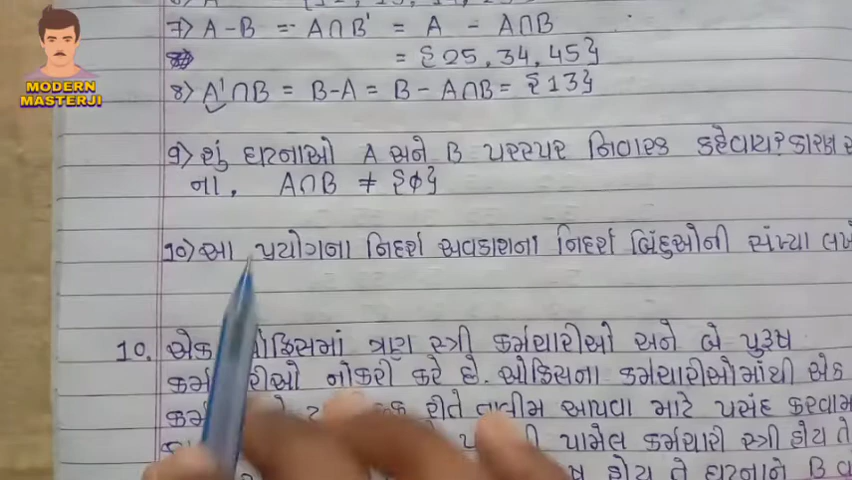 MODERN
MASTERJI
7) A-B = A∩B' = A - A∩B
= {25, 34, 45}
8) A'∩B = B-A = B - A∩B = {13}
9) શું ઘટનાઓ A અને B પરસ્પર નિવારક કહેવાય? કારણ
ના, A∩B ≠ {ϕ}
10) આ પ્રયોગના નિદર્શ અવકાશના નિદર્શ બિંદુઓની સંખ્યા
10. એક ઓફિસમાં ત્રણ સ્ત્રી કર્મચારીઓ અને બે પુરૂષ
નોકરી કરે છે. ઓફિસના કર્મચારીઓમાંથી એક
રીતે તાલીમ આપવા માટે પસંદ કરવામ
પામેલ કર્મચારી સ્ત્રી હોય તે
હોય તે ઘટનાને B